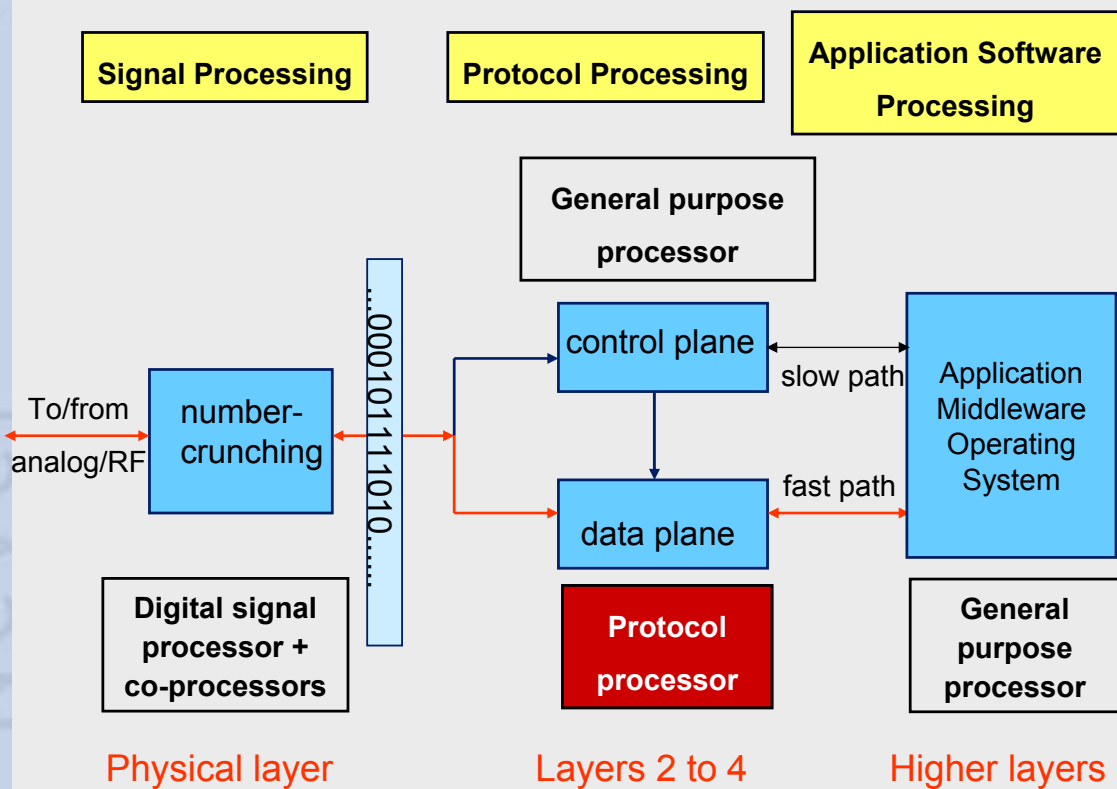 Signal Processing
Protocol Processing
Application Software
Processing
General purpose
processor
To/from
analog/RF
number-
crunching
...000101111010......
control plane
data plane
slow path
fast path
Application
Middleware
Operating
System
Digital signal
processor +
co-processors
Protocol
processor
General
purpose
processor
Physical layer
Layers 2 to 4
Higher layers